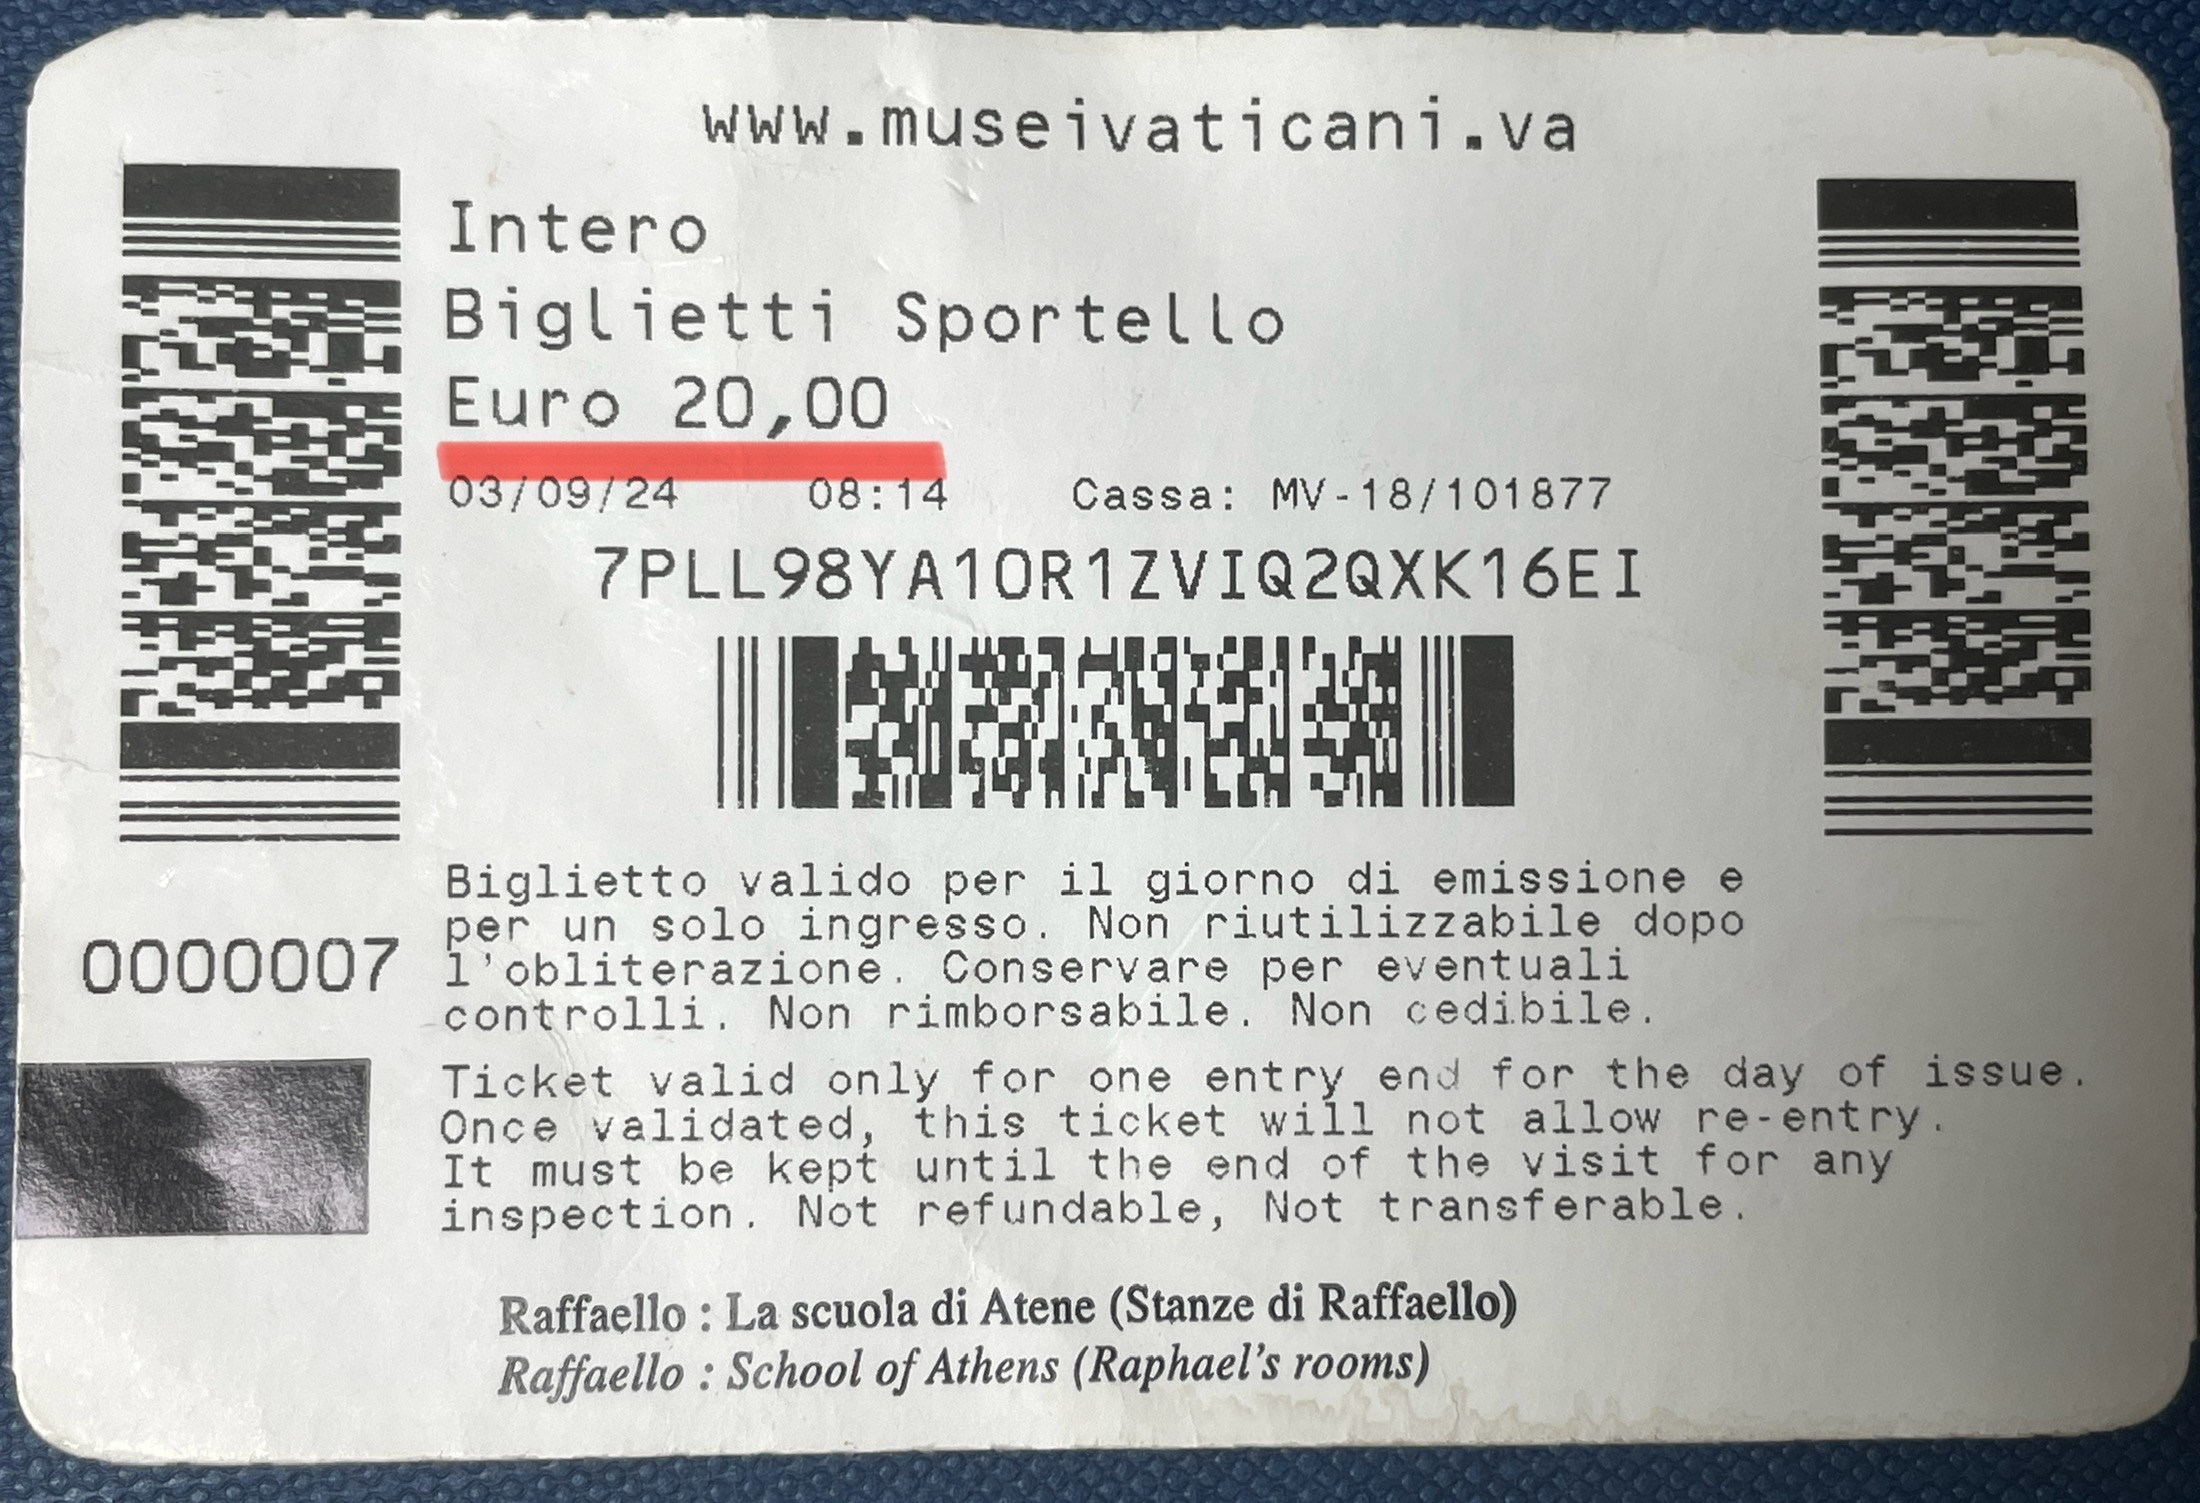 www.museivaticani.va
Intero
Biglietti Sportello
Euro 20,00
03/09/24 08:14 Cassa: MV-18/101877
7PLL98YA1OR1ZVIQ2QXK16EI
Biglietto valido per il giorno di emissione e
per un solo ingresso. Non riutilizzabile dopo
l'obliterazione. Conservare per eventuali
controlli. Non rimborsabile. Non cedibile.
0000007
Ticket valid only for one entry end for the day of issue.
Once validated, this ticket will not allow re-entry.
It must be kept until the end of the visit for any
inspection. Not refundable, Not transferable.
Raffaello : La scuola di Atene (Stanze di Raffaello)
Raffaello : School of Athens (Raphael's rooms)